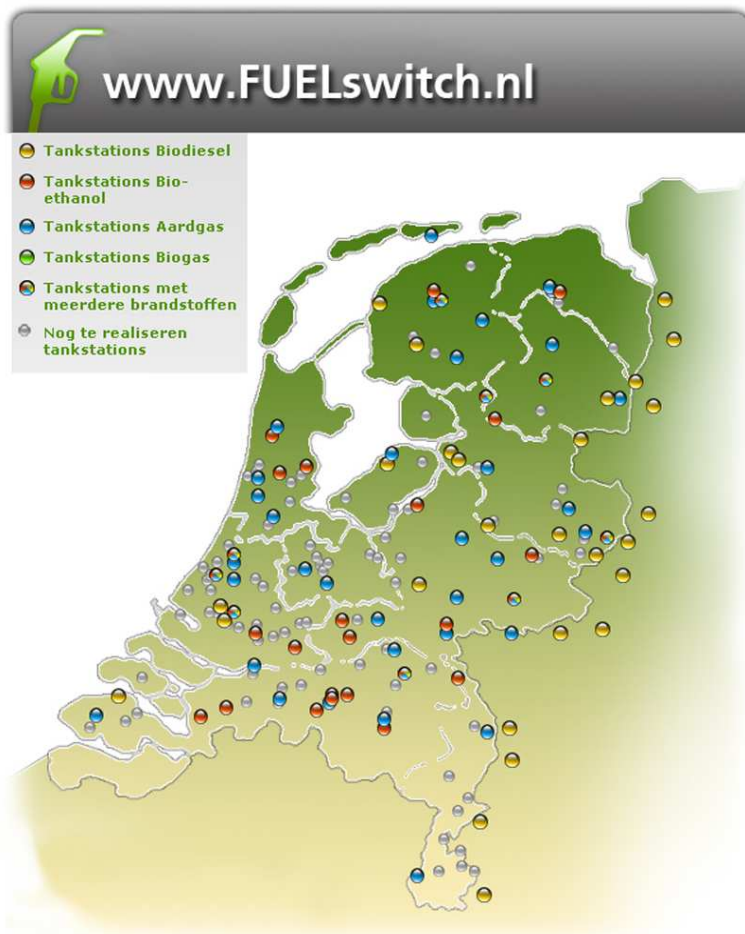 www.FUELswitch.nl
Tankstations Biodiesel
Tankstations Bio-
ethanol
Tankstations Aardgas
Tankstations Biogas
Tankstations met
meerdere brandstoffen
Nog te realiseren
tankstations